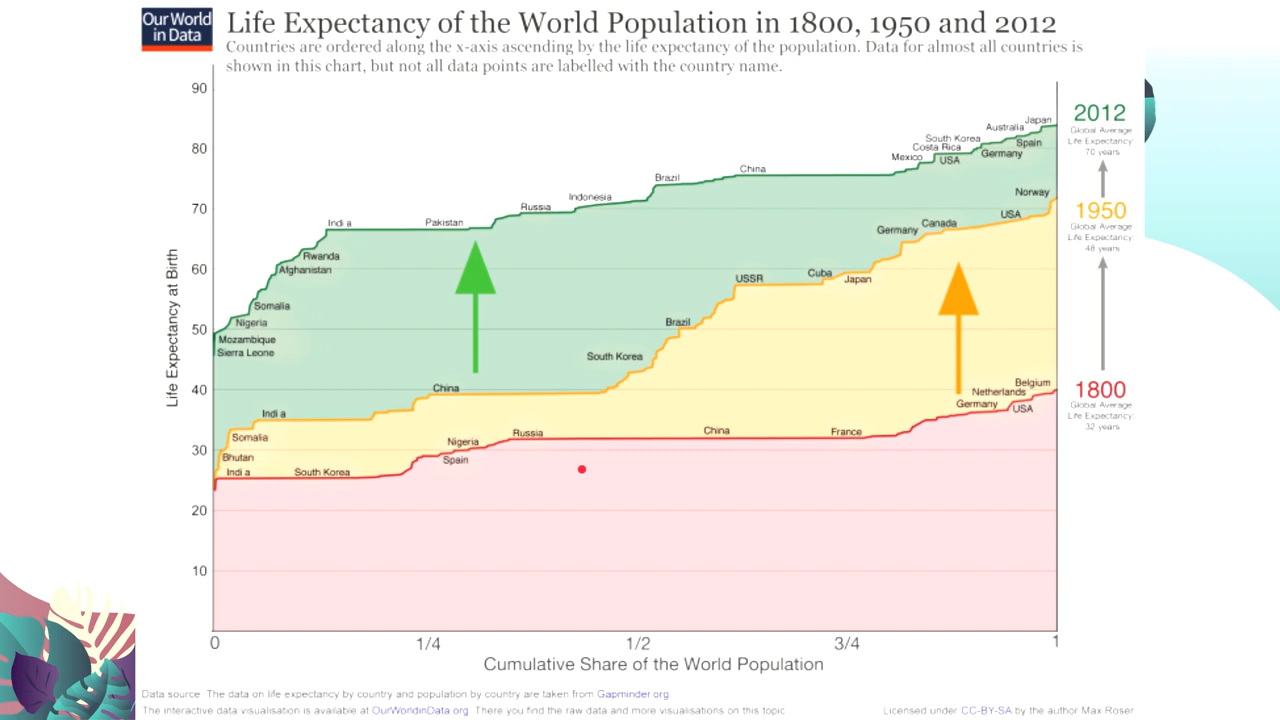 Our World
in Data
Life Expectancy of the World Population in 1800, 1950 and 2012
Countries are ordered along the x-axis ascending by the life expectancy of the population. Data for almost all countries is
shown in this chart, but not all data points are labelled with the country name.
90
80
70
60
50
40
30
20
10
Life Expectancy at Birth
0
1/4
1/2
3/4
1
Cumulative Share of the World Population
Japan
Australia
Spain
South Korea
Costa Rica
Germany
Mexico
USA
China
Brazil
Indonesia
Russia
Pakistan
Indi a
Rwanda
Afghanistan
Somalia
Nigeria
Mozambique
Sierra Leone
Norway
USA
Canada
Germany
Cuba
Japan
USSR
Brazil
South Korea
China
Indi a
Somalia
Bhutan
Belgium
Netherlands
Germany
USA
France
China
Russia
Nigeria
Spain
South Korea
Indi a
2012
Global Average
Life Expectancy:
70 years
1950
Global Average
Life Expectancy:
48 years
1800
Global Average
Life Expectancy:
32 years
Data source: The data on life expectancy by country and population by country are taken from Gapminder.org
The interactive data visualisation is available at OurWorldinData.org. There you find the raw data and more visualisations on this topic.
Licensed under CC-BY-SA by the author Max Roser